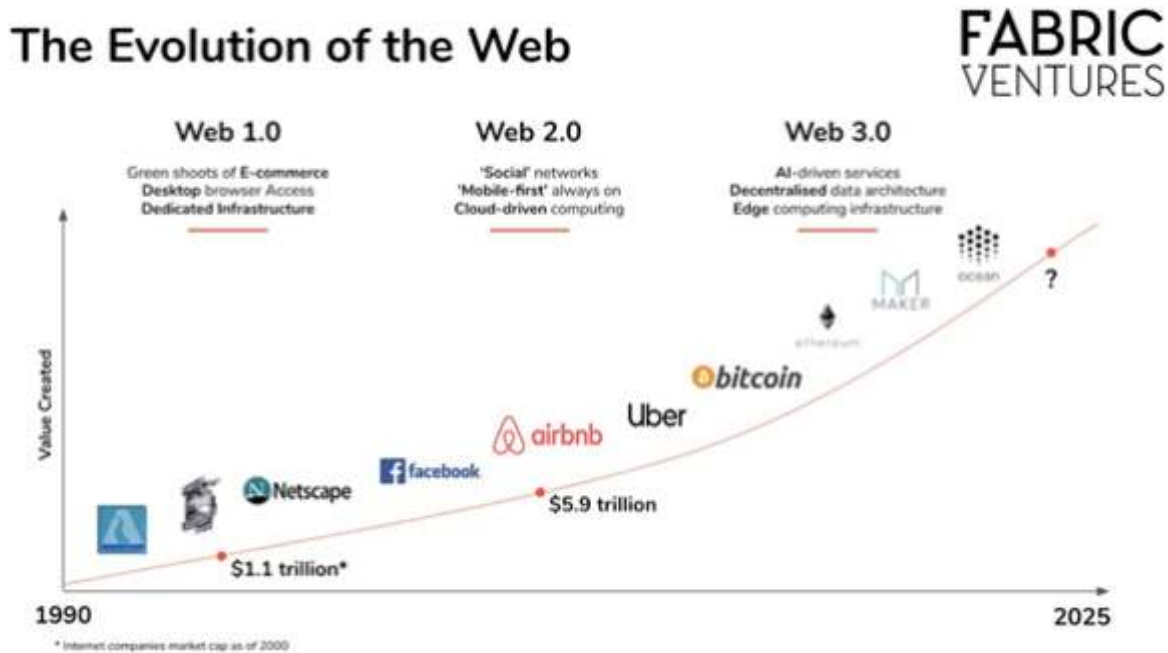 The Evolution of the Web
FABRIC
VENTURES
Web 1.0
Green shoots of E-commerce
Desktop browser Access
Dedicated Infrastructure
Web 2.0
'Social' networks
'Mobile-first' always on
Cloud-driven computing
Web 3.0
AI-driven services
Decentralised data architecture
Edge computing infrastructure
Value Created
Netscape
facebook
airbnb
Uber
bitcoin
ethereum
MAKER
ocean
?
$1.1 trillion*
$5.9 trillion
1990
2025
* Internet companies market cap as of 2000